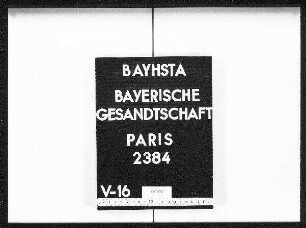 BAYHSTA
BAYERISCHE
GESANDTSCHAFT
PARIS
2384
V-16